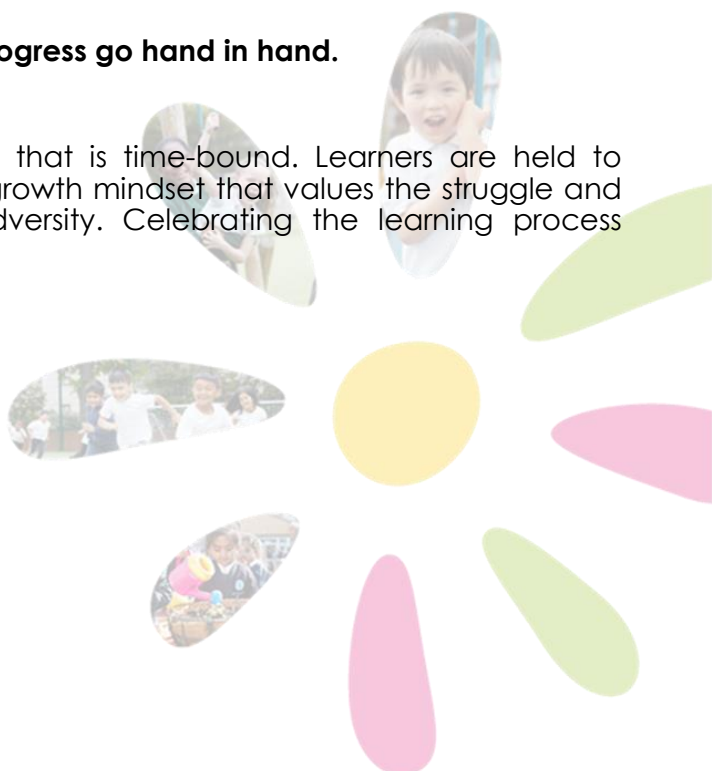 ogress go hand in hand.
that is time-bound. Learners are held to
growth mindset that values the struggle and
dversity. Celebrating the learning process